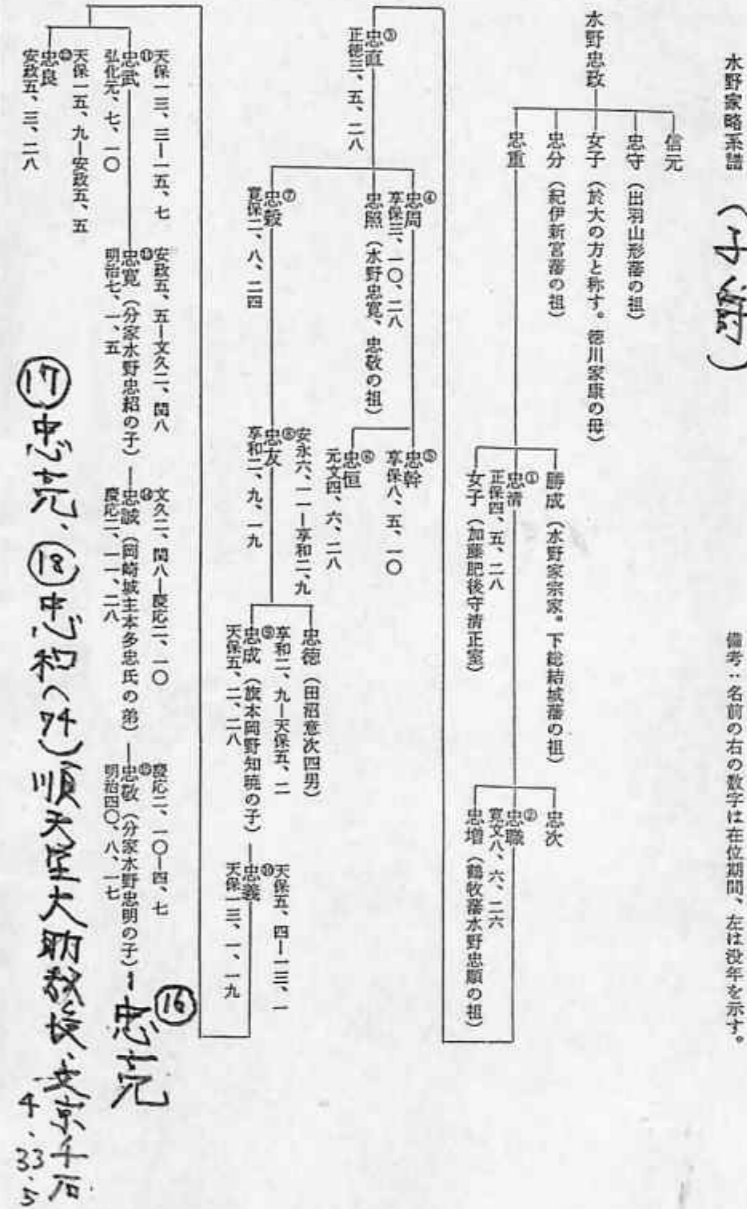 水野家略系譜 (子爵)
備考：名前の右の数字は在位期間、左は没年を示す。
水野忠政
信元
忠守（出羽山形藩の祖）
女子（於大の方と称す。徳川家康の母）
忠分（紀伊新宮藩の祖）
忠重
勝成（水野家宗家。下総結城藩の祖）
①忠清
正保四、五、二八
女子（加藤肥後守清正室）
忠次
②忠職
寛文八、六、二六
忠増（鶴牧藩水野忠順の祖）
③忠直
正徳三、五、二八
④忠周
享保三、一〇、二八
忠照（水野忠寛、忠敬の祖）
⑦忠穀
寛保二、八、二四
⑤忠幹
享保八、五、一〇
⑥忠恒
元文四、六、二八
安永六、一一ー享和二、九
⑧忠友
享和二、九、一九
忠徳（田沼意次四男）
享和二、九ー天保五、二
⑨忠成（旗本岡野知暁の子）
天保五、二、二八
天保五、四ー一三、一
⑩忠義
天保一三、一、一九
天保一三、三ー一五、七
⑪忠武
弘化元、七、一〇
天保一五、九ー安政五、五
⑫忠良
安政五、三、二八
安政五、五ー文久二、閏八
⑬忠寛（分家水野忠紹の子）
明治七、一、五
文久二、閏八ー慶応二、一〇
⑭忠誠（岡崎城主本多忠氏の弟）
慶応二、一一、二八
慶応二、一〇ー四、七
⑮忠敬（分家水野忠明の子）
明治四〇、八、一七
⑯忠亮
⑰忠亮、⑱忠和(74)順天堂大助教授、文京千石
4.33.5